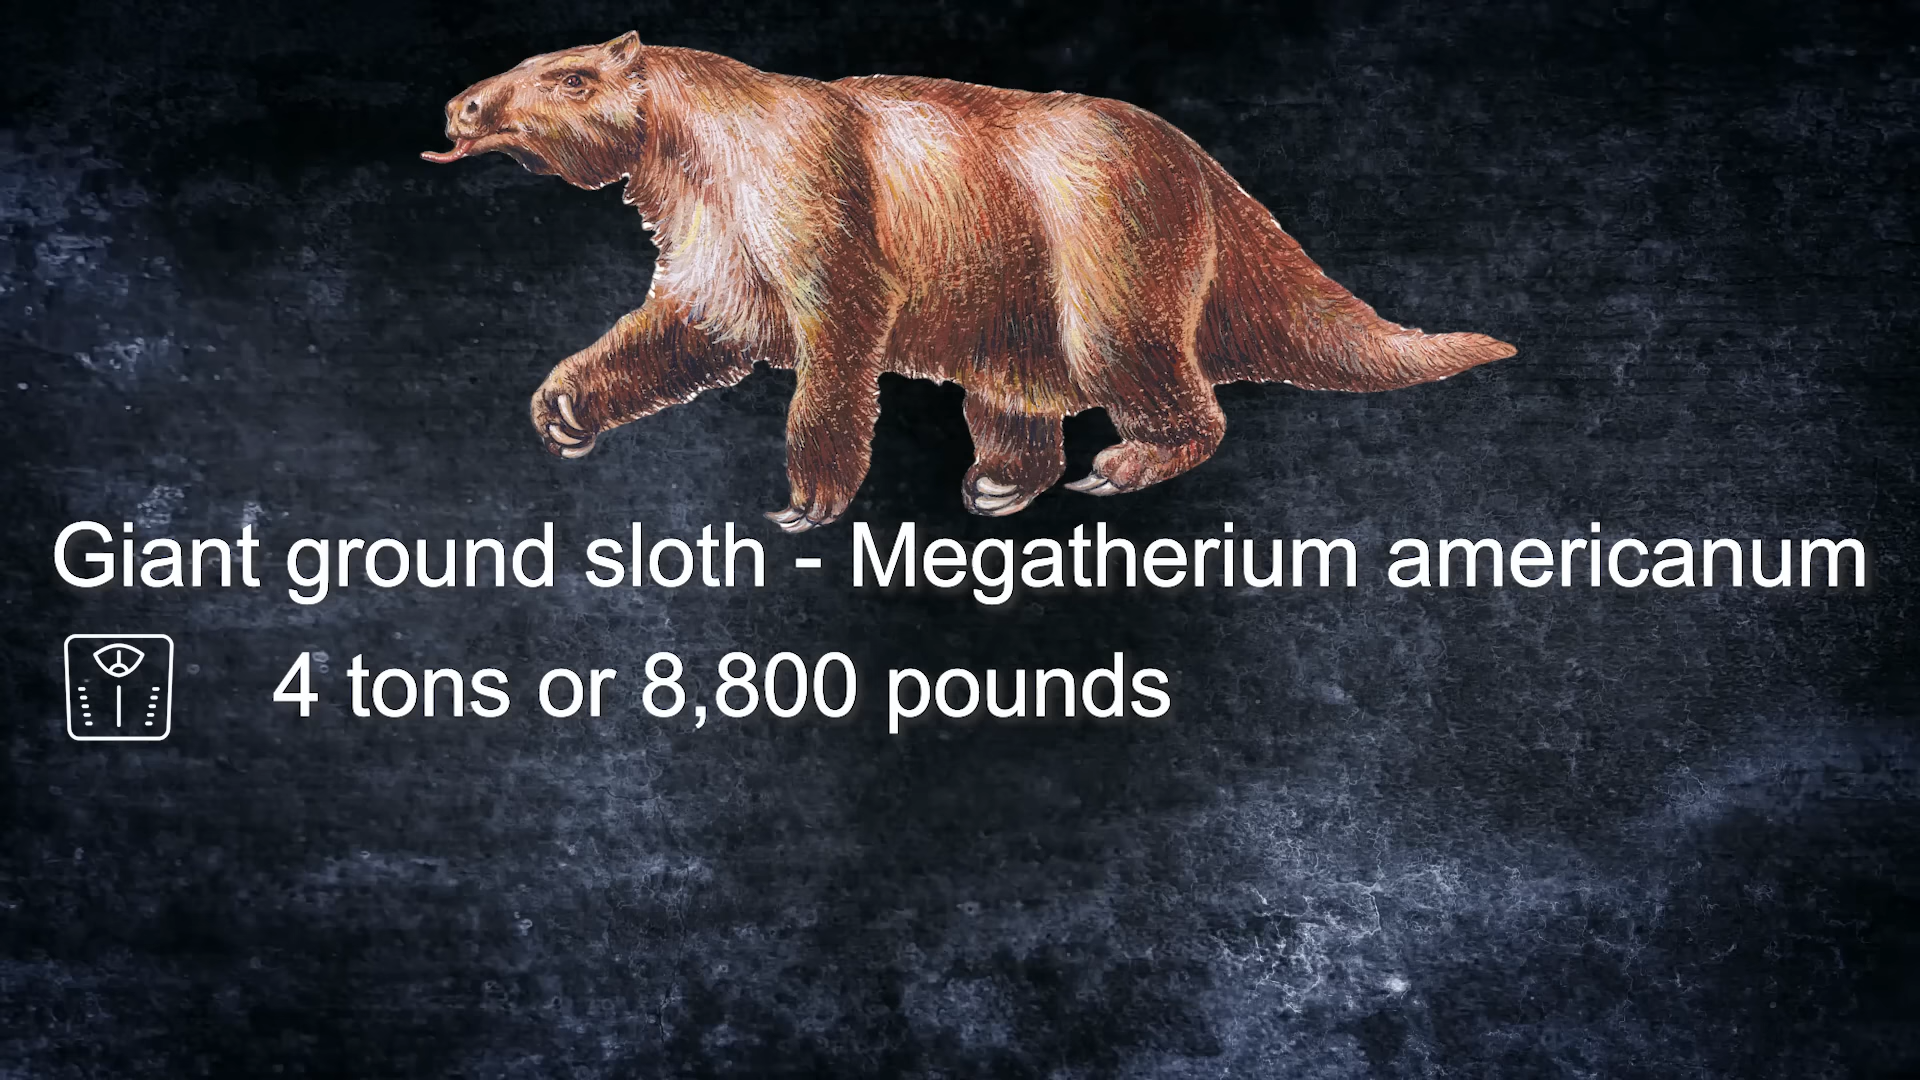 Giant ground sloth - Megatherium americanum
4 tons or 8,800 pounds